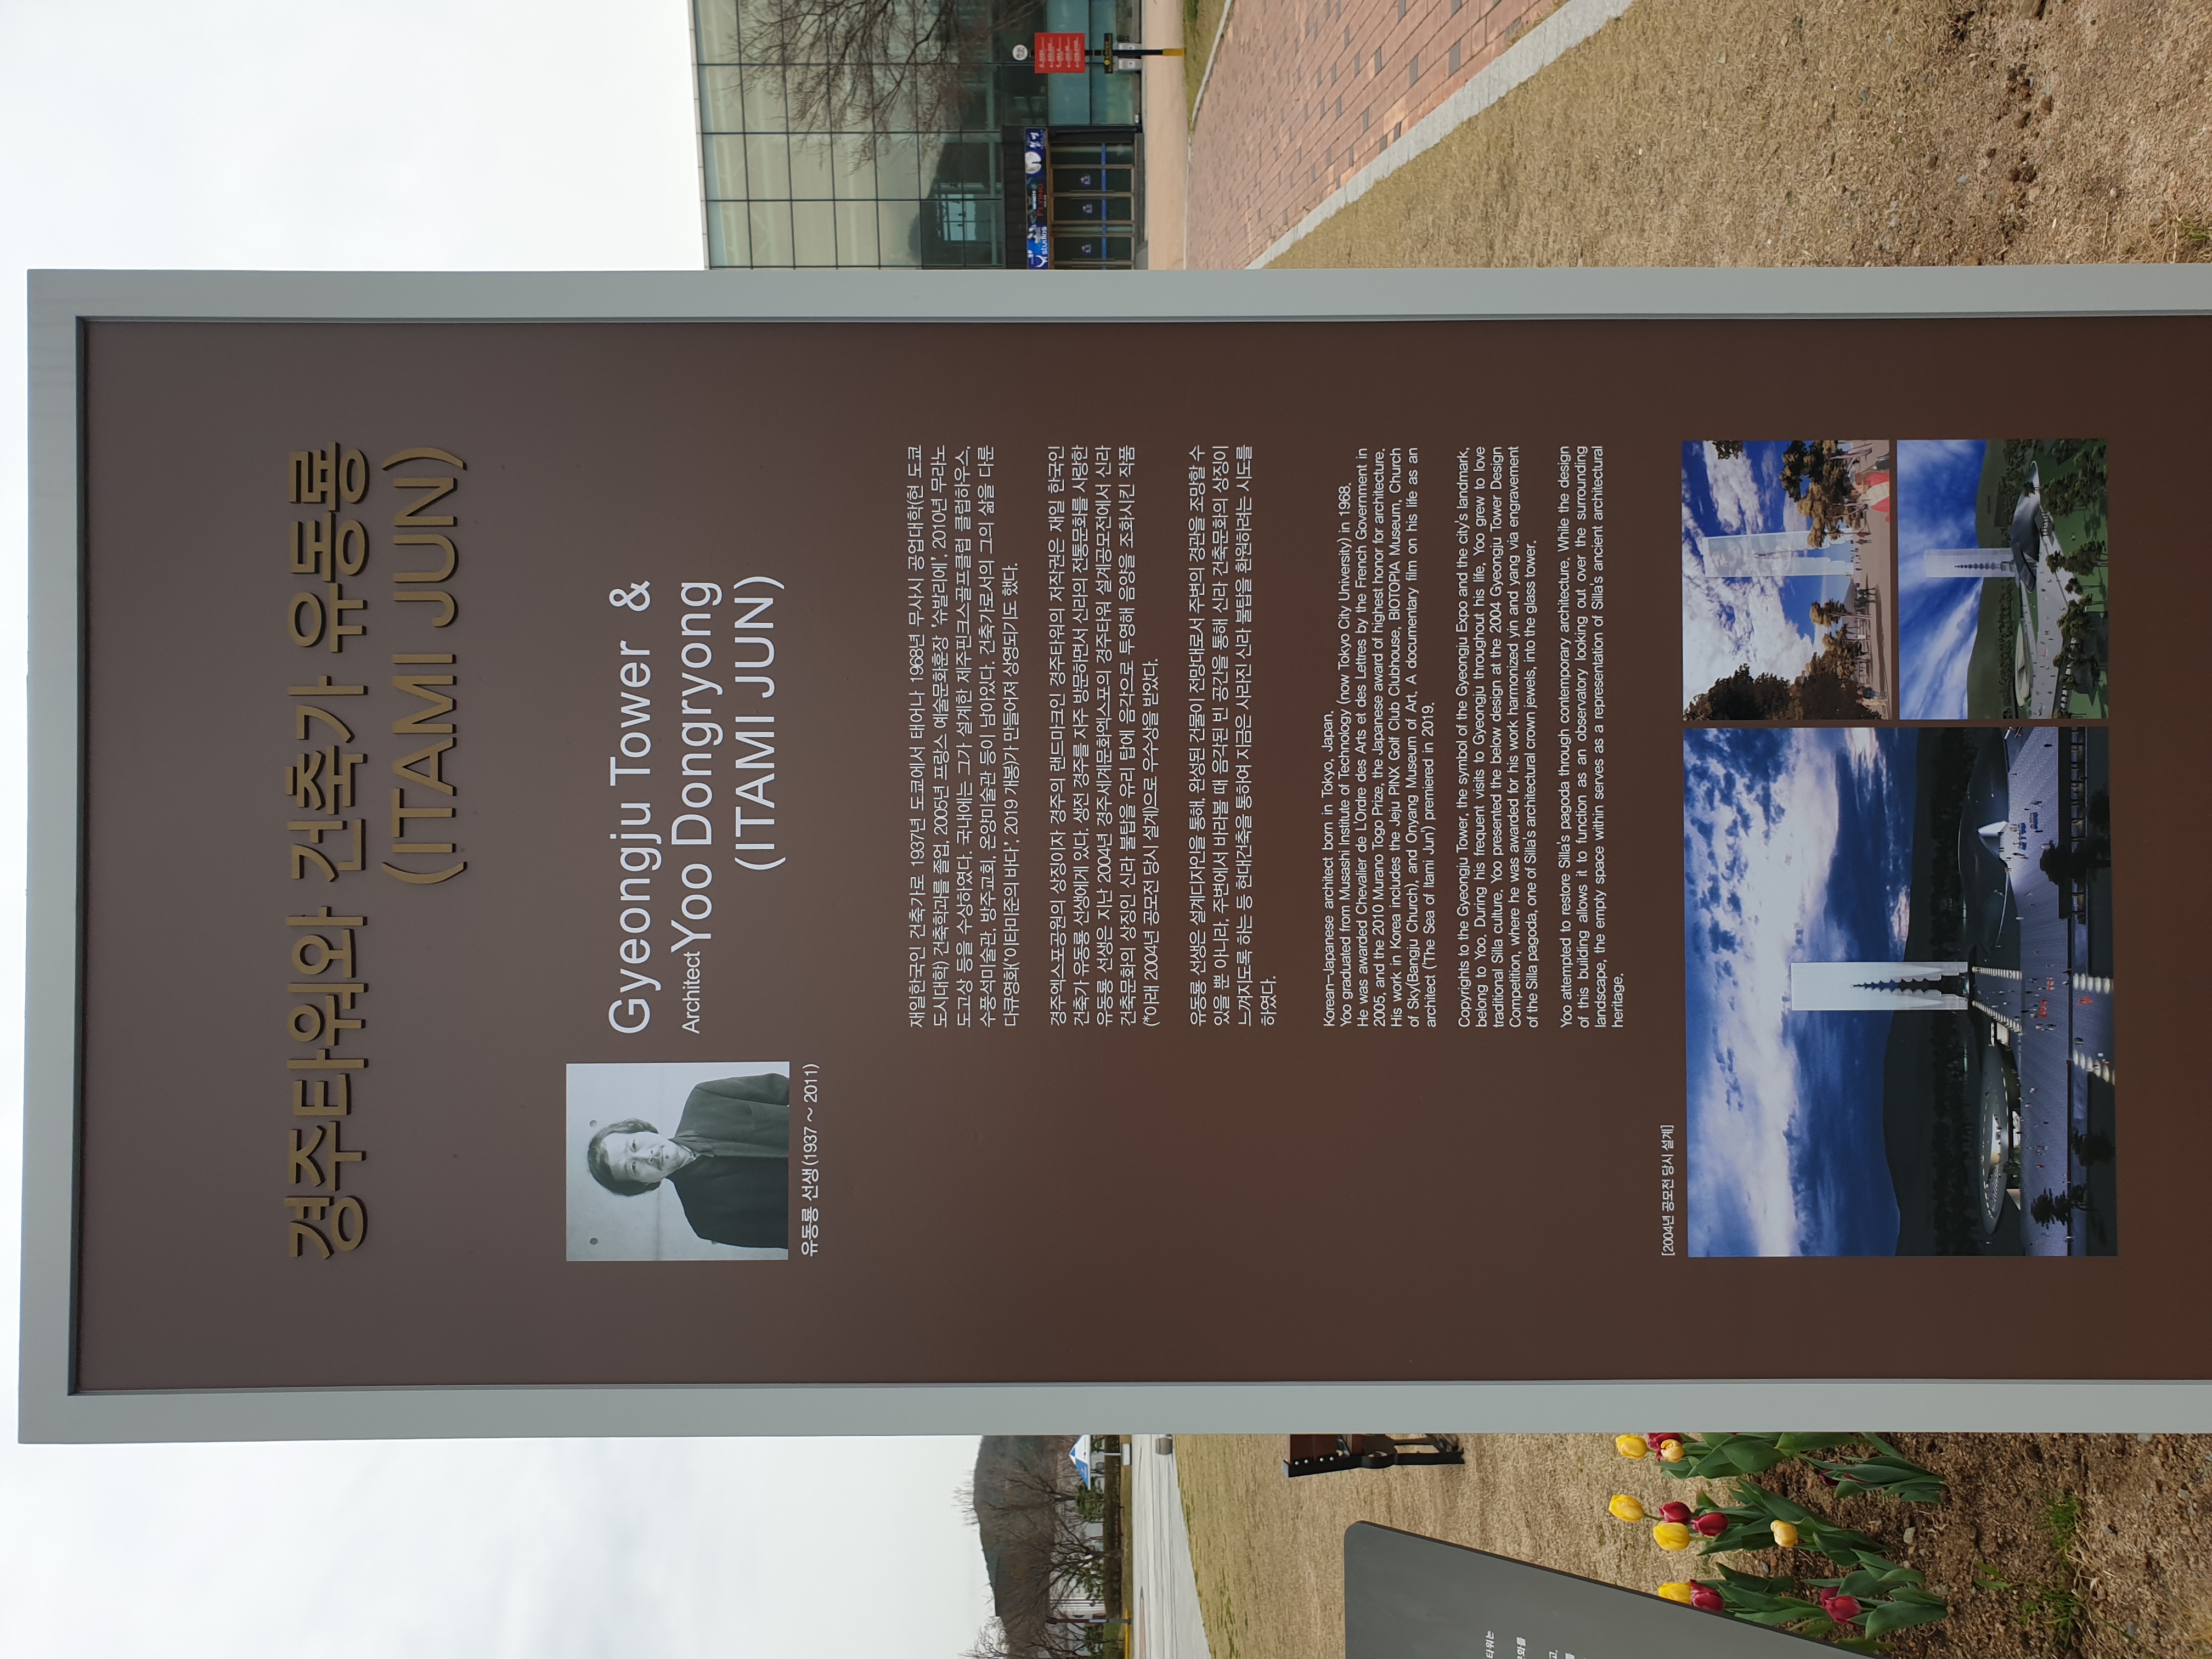 경주타워와 건축가 유동룡
(ITAMI JUN)
Gyeongju Tower &
Architect Yoo Dongryong
(ITAMI JUN)
유동룡 선생(1937 ~ 2011)
재일한국인 건축가로 1937년 도쿄에서 태어나 1968년 무사시 공업대학(현 도쿄
도시대학) 건축학과를 졸업, 2005년 프랑스 예술문화훈장 '슈발리에', 2010년 무라노
도고상 등을 수상하였다. 국내에는 그가 설계한 제주핀크스골프클럽 클럽하우스,
수풍석미술관, 방주교회, 온양미술관 등이 남아있다. 건축가로서의 그의 삶을 다룬
다큐영화('이타미준의 바다', 2019 개봉)가 만들어져 상영되기도 했다.
경주엑스포공원의 상징이자 경주의 랜드마크인 경주타워의 저작권은 재일 한국인
건축가 유동룡 선생에게 있다. 생전 경주를 자주 방문하면서 신라의 전통문화를 사랑한
유동룡 선생은 지난 2004년 경주세계문화엑스포의 경주타워 설계공모전에서 신라
건축문화의 상징인 신라 불탑을 유리 탑에 음각으로 투영해 음양을 조화시킨 작품
(*아래 2004년 공모전 당시 설계)으로 우수상을 받았다.
유동룡 선생은 설계디자인을 통해, 완성된 건물이 전망대로서 주변의 경관을 조망할 수
있을 뿐 아니라, 주변에서 바라볼 때 음각된 빈 공간을 통해 신라 건축문화의 상징이
느껴지도록 하는 등 현대건축을 통하여 지금은 사라진 신라 불탑을 환원하려는 시도를
하였다.
Korean-Japanese architect born in Tokyo, Japan.
Yoo graduated from Musashi Institute of Technology (now Tokyo City University) in 1968.
He was awarded Chevalier de L'Ordre des Arts et des Lettres by the French Government in
2005, and the 2010 Murano Togo Prize, the Japanese award of highest honor for architecture.
His work in Korea includes the Jeju PINX Golf Club Clubhouse, BIOTOPIA Museum, Church
of Sky(Bangju Church), and Onyang Museum of Art. A documentary film on his life as an
architect ('The Sea of Itami Jun') premiered in 2019.
Copyrights to the Gyeongju Tower, the symbol of the Gyeongju Expo and the city's landmark,
belong to Yoo. During his frequent visits to Gyeongju throughout his life, Yoo grew to love
traditional Silla culture. Yoo presented the below design at the 2004 Gyeongju Tower Design
Competition, where he was awarded for his work harmonized yin and yang via engravement
of the Silla pagoda, one of Silla's architectural crown jewels, into the glass tower.
Yoo attempted to restore Silla's pagoda through contemporary architecture. While the design
of this building allows it to function as an observatory looking out over the surrounding
landscape, the empty space within serves as a representation of Silla's ancient architectural
heritage.
[2004년 공모전 당시 설계]